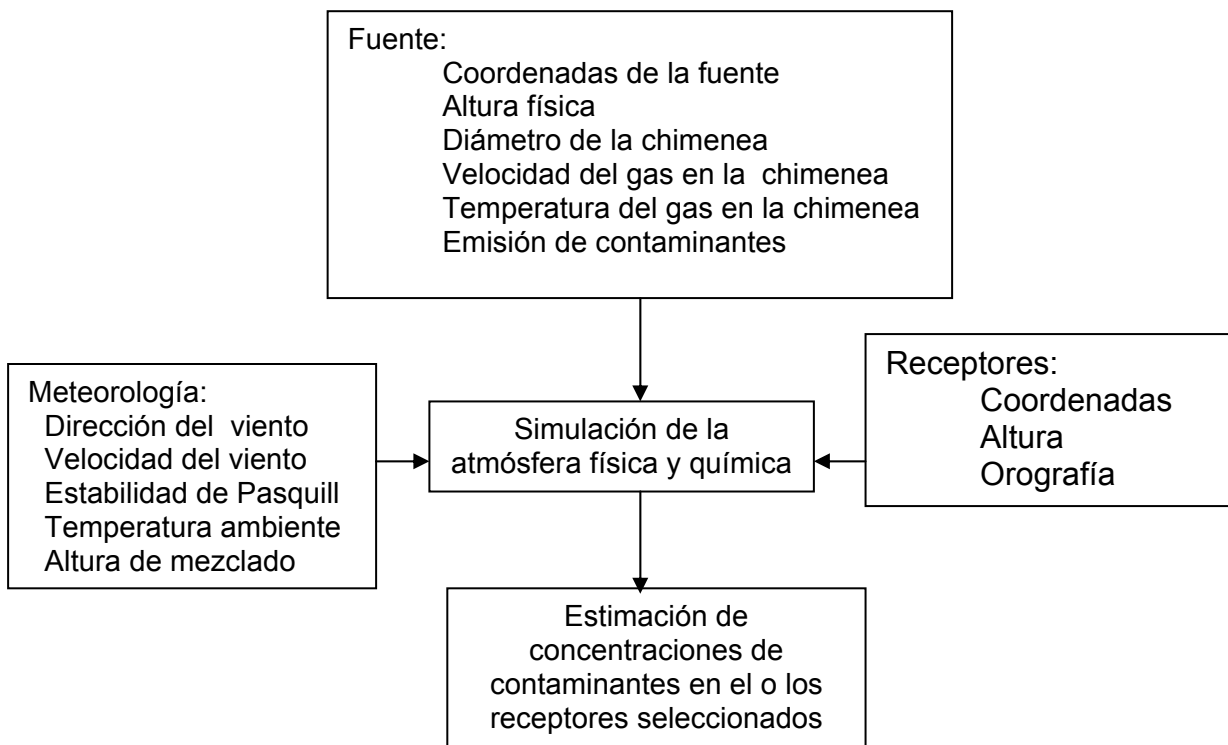 Fuente:
Coordenadas de la fuente
Altura física
Diámetro de la chimenea
Velocidad del gas en la chimenea
Temperatura del gas en la chimenea
Emisión de contaminantes
Meteorología:
Dirección del viento
Velocidad del viento
Estabilidad de Pasquill
Temperatura ambiente
Altura de mezclado
Simulación de la
atmósfera física y química
Receptores:
Coordenadas
Altura
Orografía
Estimación de
concentraciones de
contaminantes en el o los
receptores seleccionados